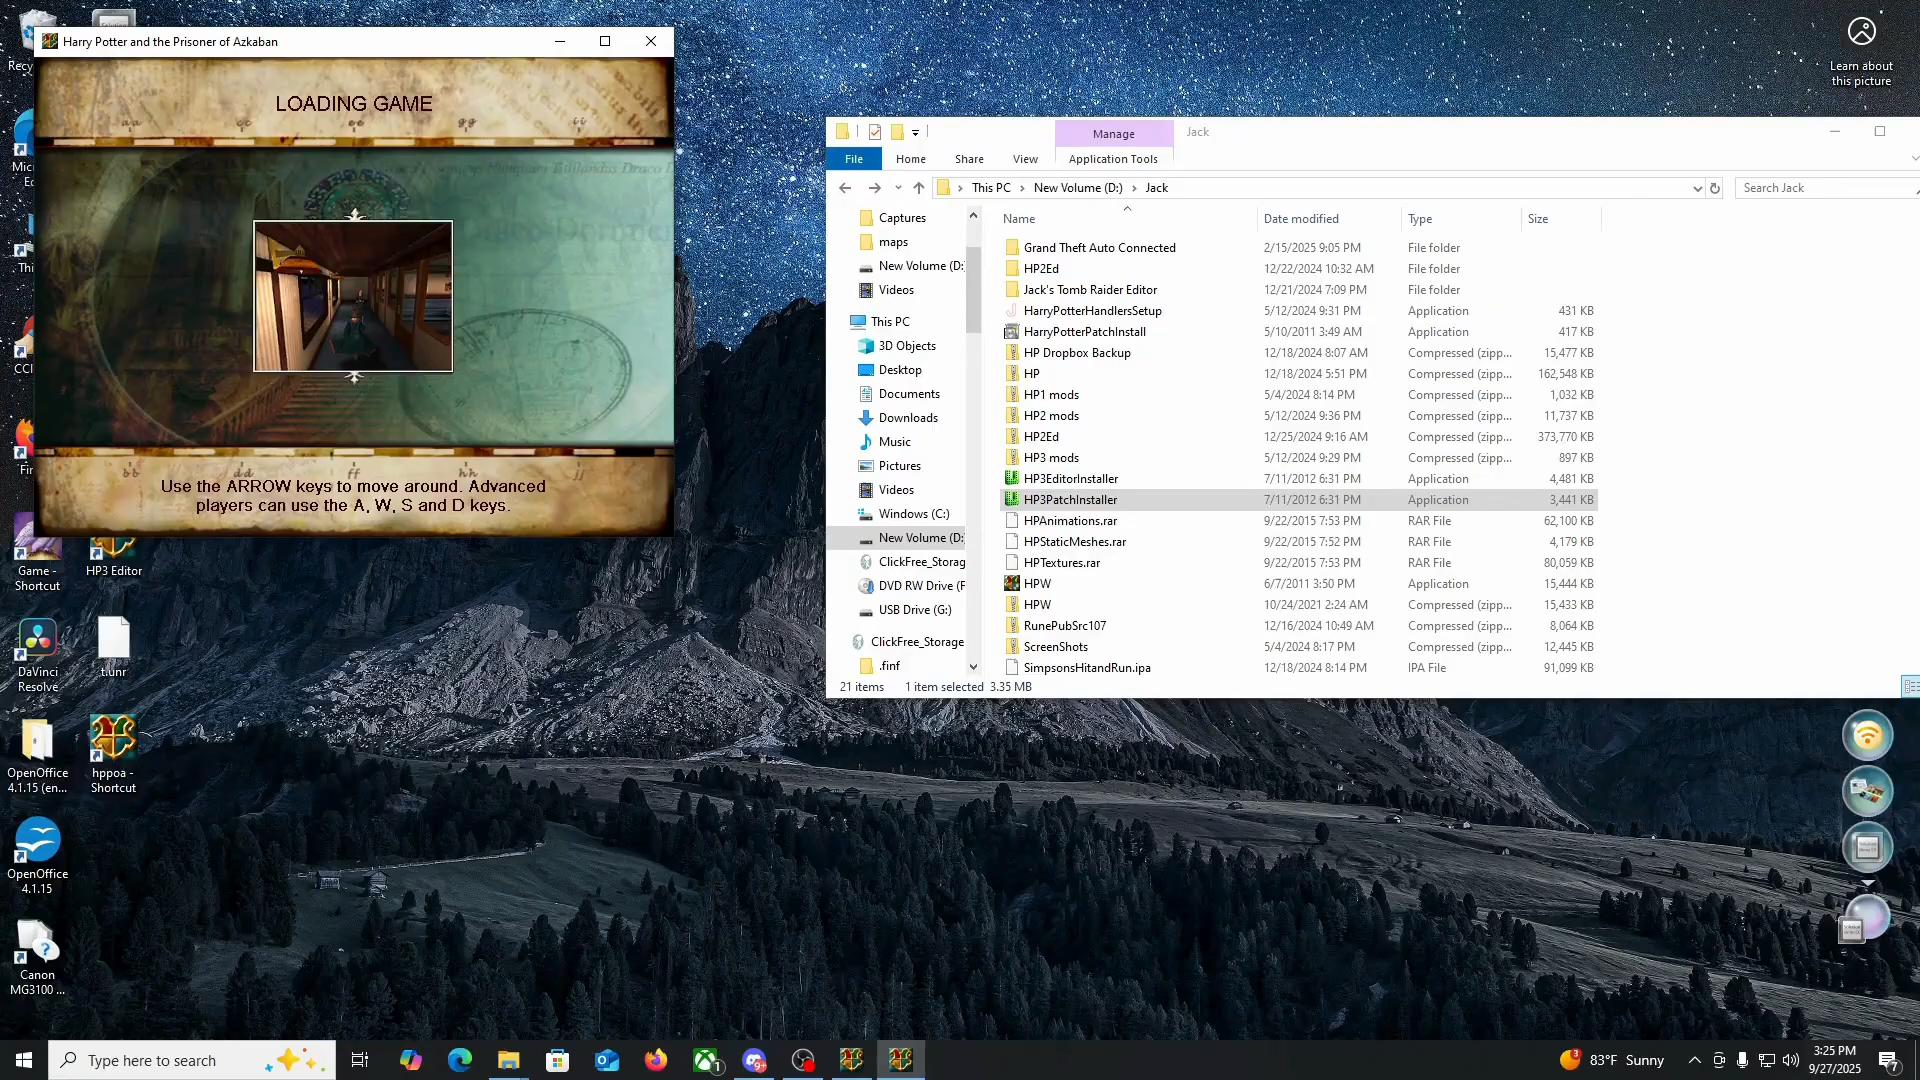 Harry Potter and the Prisoner of Azkaban
LOADING GAME
aa cc ee gg ii
bb dd ff hh jj
Use the ARROW keys to move around. Advanced
players can use the A, W, S and D keys.
Learn about
this picture
Game -
Shortcut
HP3 Editor
DaVinci
Resolve
t.unr
OpenOffice
4.1.15 (en...
hppoa -
Shortcut
OpenOffice
4.1.15
Canon
MG3100 ...
Manage
Jack
File
Home
Share
View
Application Tools
This PC
New Volume (D:)
Jack
Search Jack
Captures
maps
New Volume (D:
Videos
This PC
3D Objects
Desktop
Documents
Downloads
Music
Pictures
Videos
Windows (C:)
New Volume (D:
ClickFree_Storag
DVD RW Drive (F
USB Drive (G:)
ClickFree_Storage
.finf
Name Date modified Type Size
Grand Theft Auto Connected 2/15/2025 9:05 PM File folder
HP2Ed 12/22/2024 10:32 AM File folder
Jack's Tomb Raider Editor 12/21/2024 7:09 PM File folder
HarryPotterHandlersSetup 5/12/2024 9:31 PM Application 431 KB
HarryPotterPatchInstall 5/10/2011 3:49 AM Application 417 KB
HP Dropbox Backup 12/18/2024 8:07 AM Compressed (zipp... 15,477 KB
HP 12/18/2024 5:51 PM Compressed (zipp... 162,548 KB
HP1 mods 5/4/2024 8:14 PM Compressed (zipp... 1,032 KB
HP2 mods 5/12/2024 9:36 PM Compressed (zipp... 11,737 KB
HP2Ed 12/25/2024 9:16 AM Compressed (zipp... 373,770 KB
HP3 mods 5/12/2024 9:29 PM Compressed (zipp... 897 KB
HP3EditorInstaller 7/11/2012 6:31 PM Application 4,481 KB
HP3PatchInstaller 7/11/2012 6:31 PM Application 3,441 KB
HPAnimations.rar 9/22/2015 7:53 PM RAR File 62,100 KB
HPStaticMeshes.rar 9/22/2015 7:52 PM RAR File 4,179 KB
HPTextures.rar 9/22/2015 7:53 PM RAR File 80,059 KB
HPW 6/7/2011 3:50 PM Application 15,444 KB
HPW 10/24/2021 2:24 AM Compressed (zipp... 15,433 KB
RunePubSrc107 12/16/2024 10:49 AM Compressed (zipp... 8,064 KB
ScreenShots 5/4/2024 8:17 PM Compressed (zipp... 12,445 KB
SimpsonsHitandRun.ipa 12/18/2024 8:14 PM IPA File 91,099 KB
21 items 1 item selected 3.35 MB
Type here to search
1
9+
3
83°F Sunny
3:25 PM
9/27/2025
7